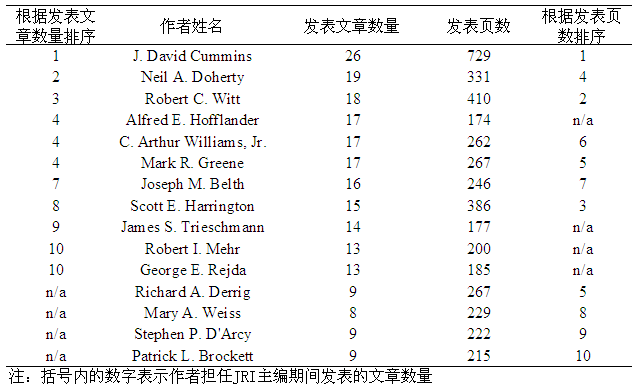 根据发表文章数量排序 作者姓名 发表文章数量 发表页数 根据发表页数排序
1 J. David Cummins 26 729 1
2 Neil A. Doherty 19 331 4
3 Robert C. Witt 18 410 2
4 Alfred E. Hofflander 17 174 n/a
4 C. Arthur Williams, Jr. 17 262 6
4 Mark R. Greene 17 267 5
7 Joseph M. Belth 16 246 7
8 Scott E. Harrington 15 386 3
9 James S. Trieschmann 14 177 n/a
10 Robert I. Mehr 13 200 n/a
10 George E. Rejda 13 185 n/a
n/a Richard A. Derrig 9 267 5
n/a Mary A. Weiss 8 229 8
n/a Stephen P. D'Arcy 9 222 9
n/a Patrick L. Brockett 9 215 10
注：括号内的数字表示作者担任JRI主编期间发表的文章数量